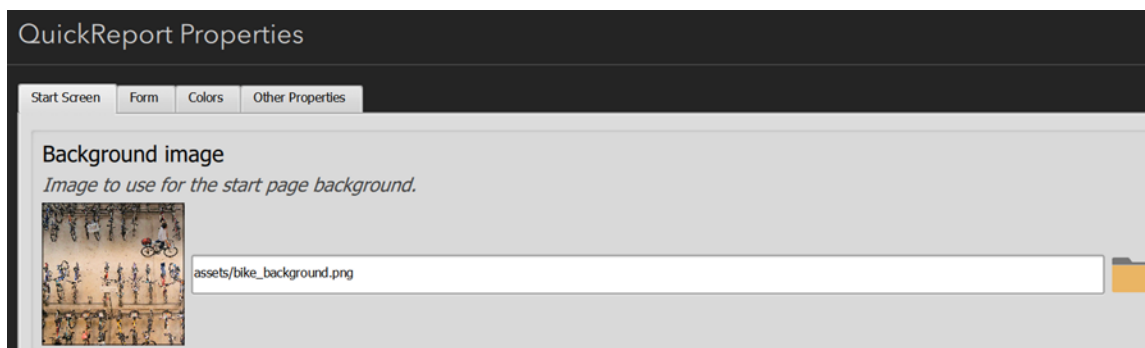 QuickReport Properties
Start Screen Form Colors Other Properties
Background image
Image to use for the start page background.
assets/bike_background.png